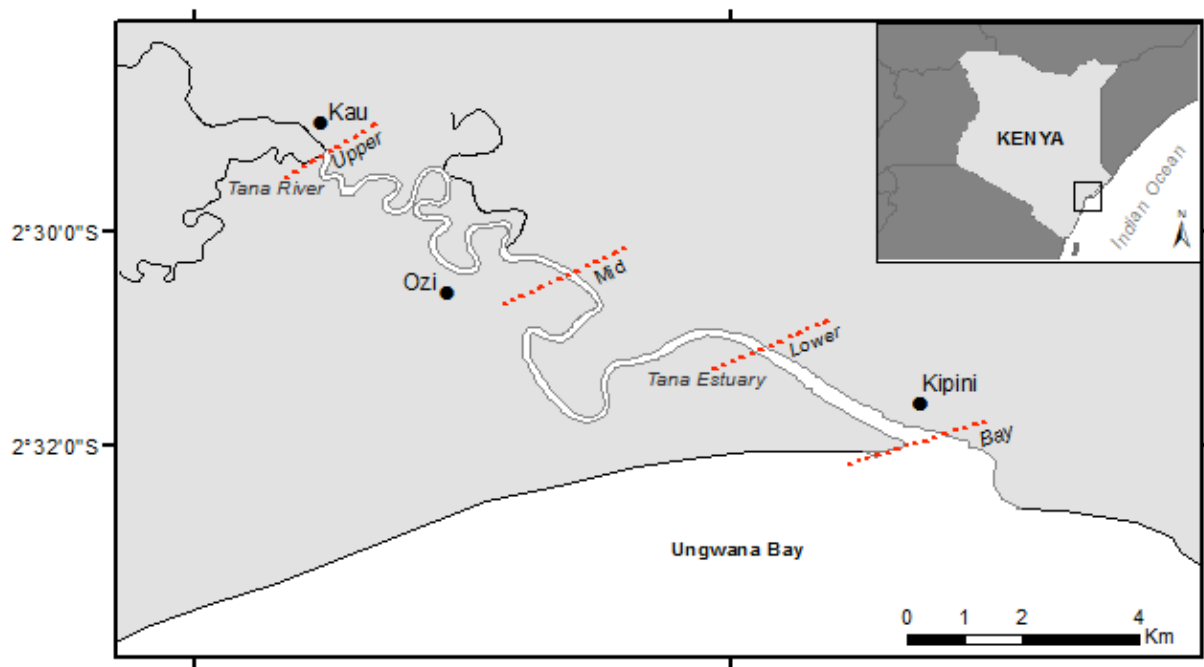 Kau
Upper
Tana River
2°30'0"S
Ozi
Mid
Lower
Tana Estuary
Kipini
2°32'0"S
Bay
Ungwana Bay
0 1 2 4
Km
KENYA
Indian Ocean
N